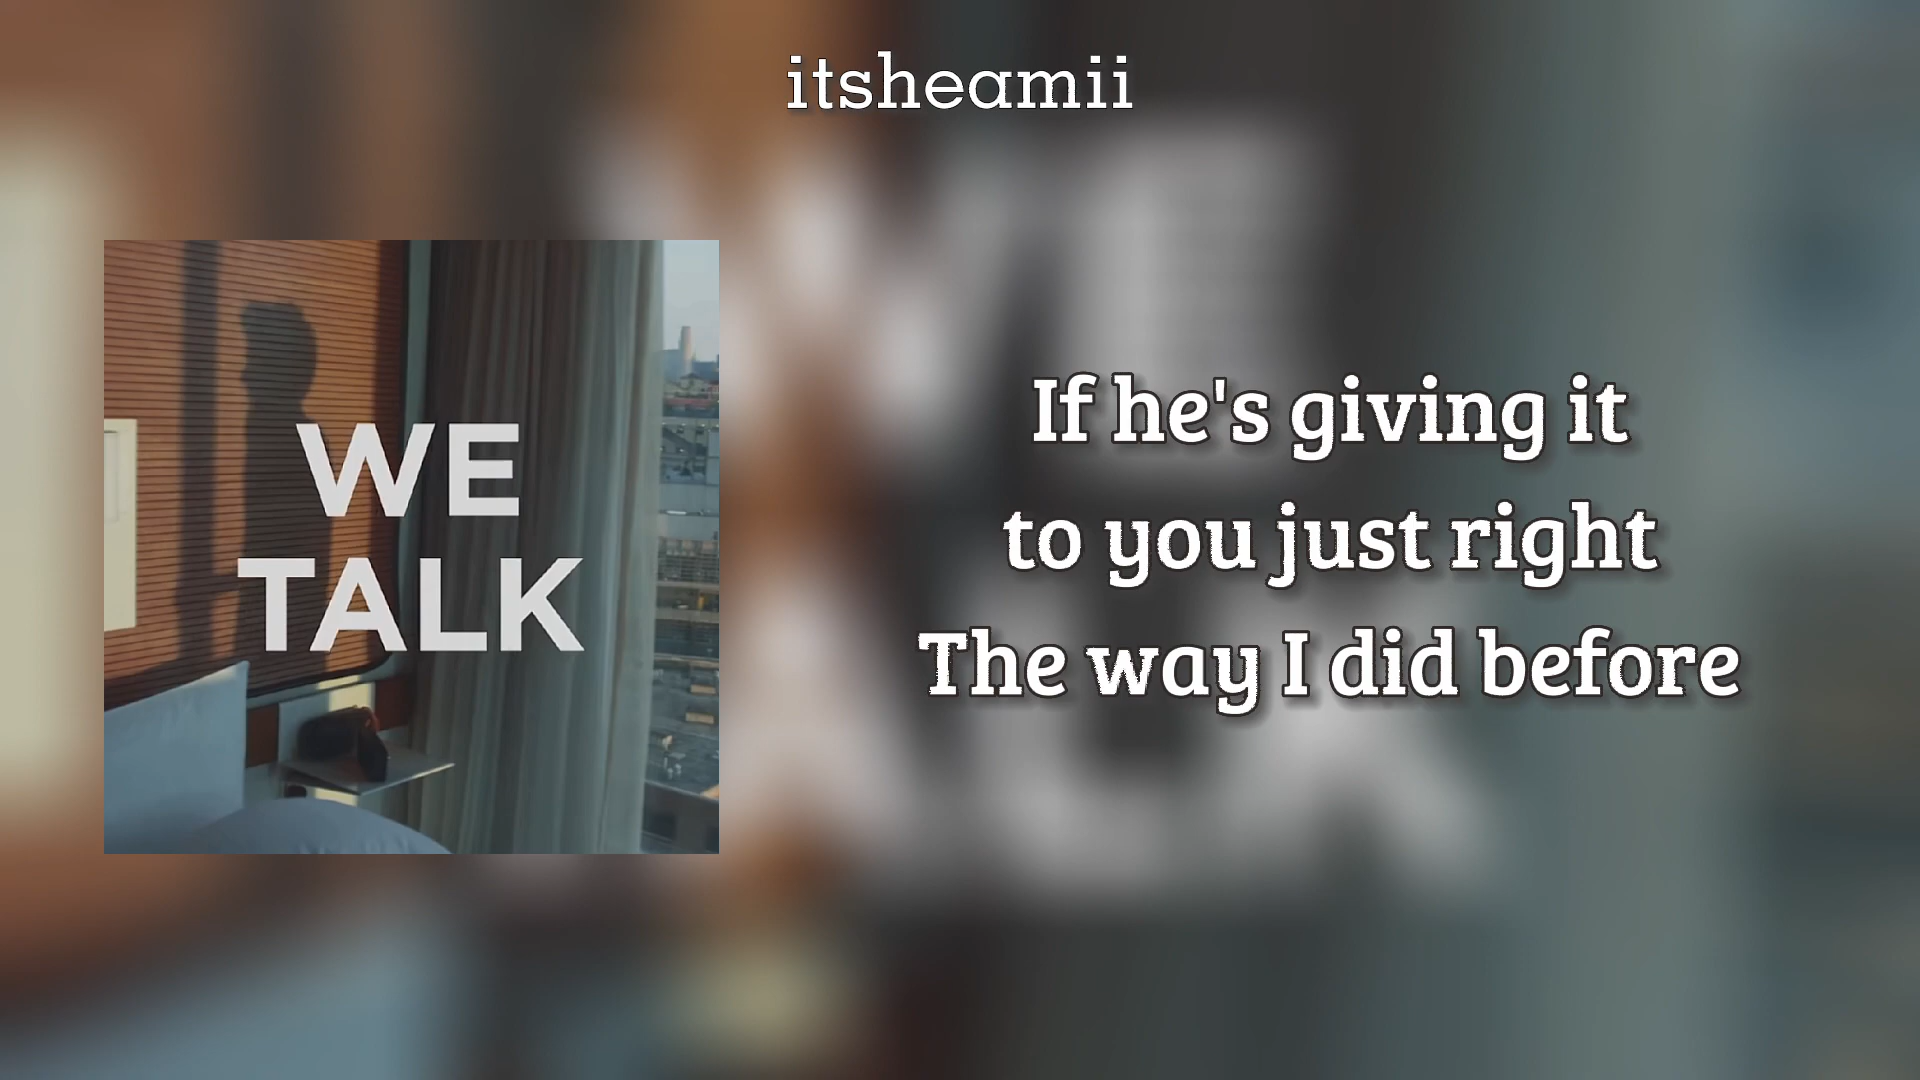 itsheamii
WE
TALK
If he's giving it
to you just right
The way I did before